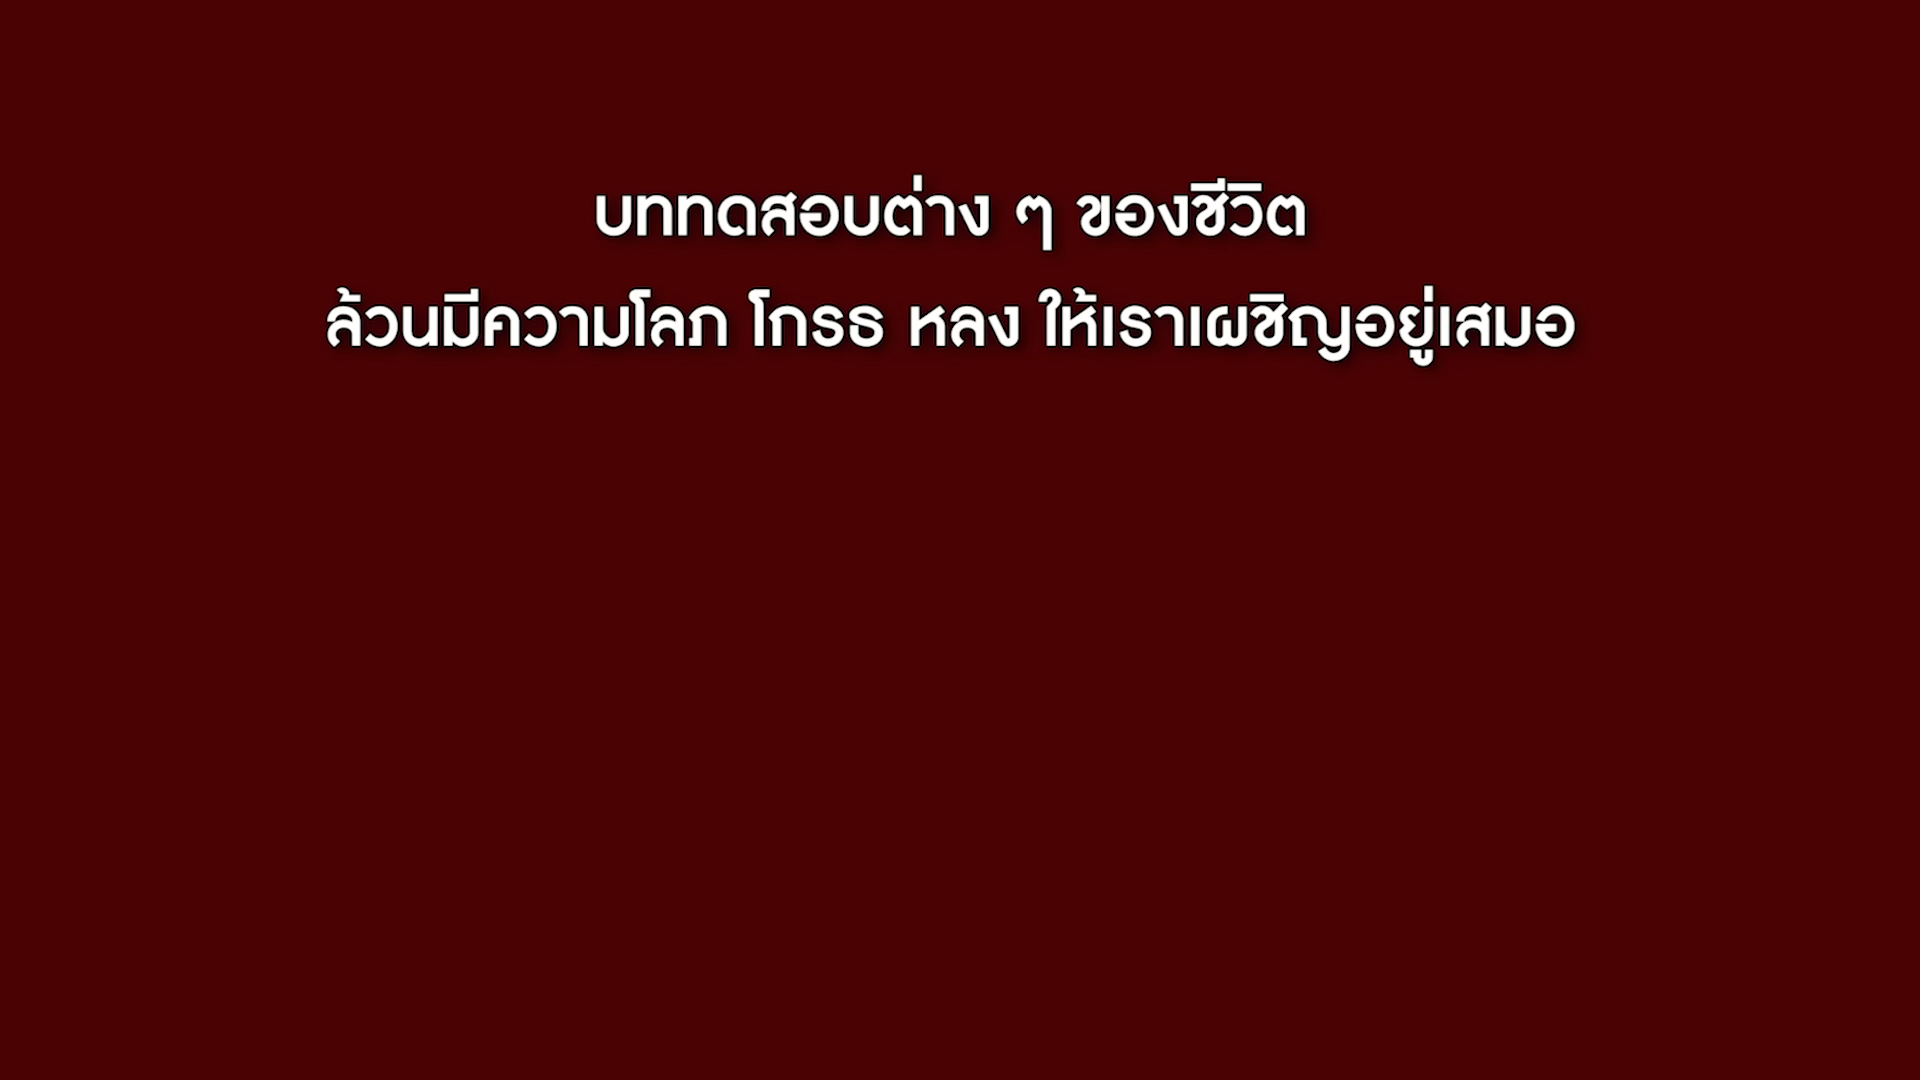 บททดสอบต่าง ๆ ของชีวิต
ล้วนมีความโลภ โกรธ หลง ให้เราเผชิญอยู่เสมอ